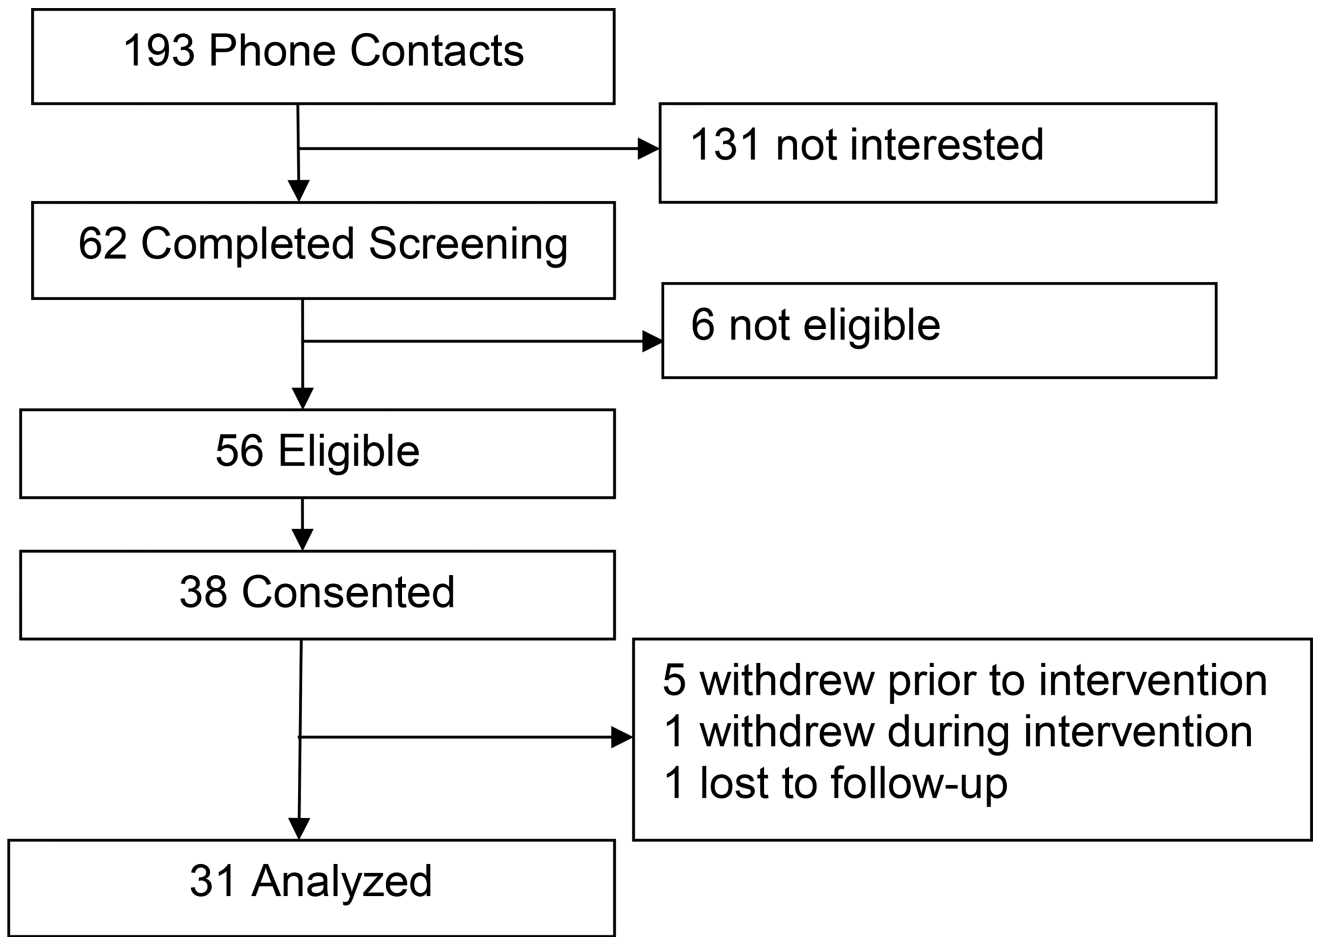 193 Phone Contacts
131 not interested
62 Completed Screening
6 not eligible
56 Eligible
38 Consented
5 withdrew prior to intervention
1 withdrew during intervention
1 lost to follow-up
31 Analyzed